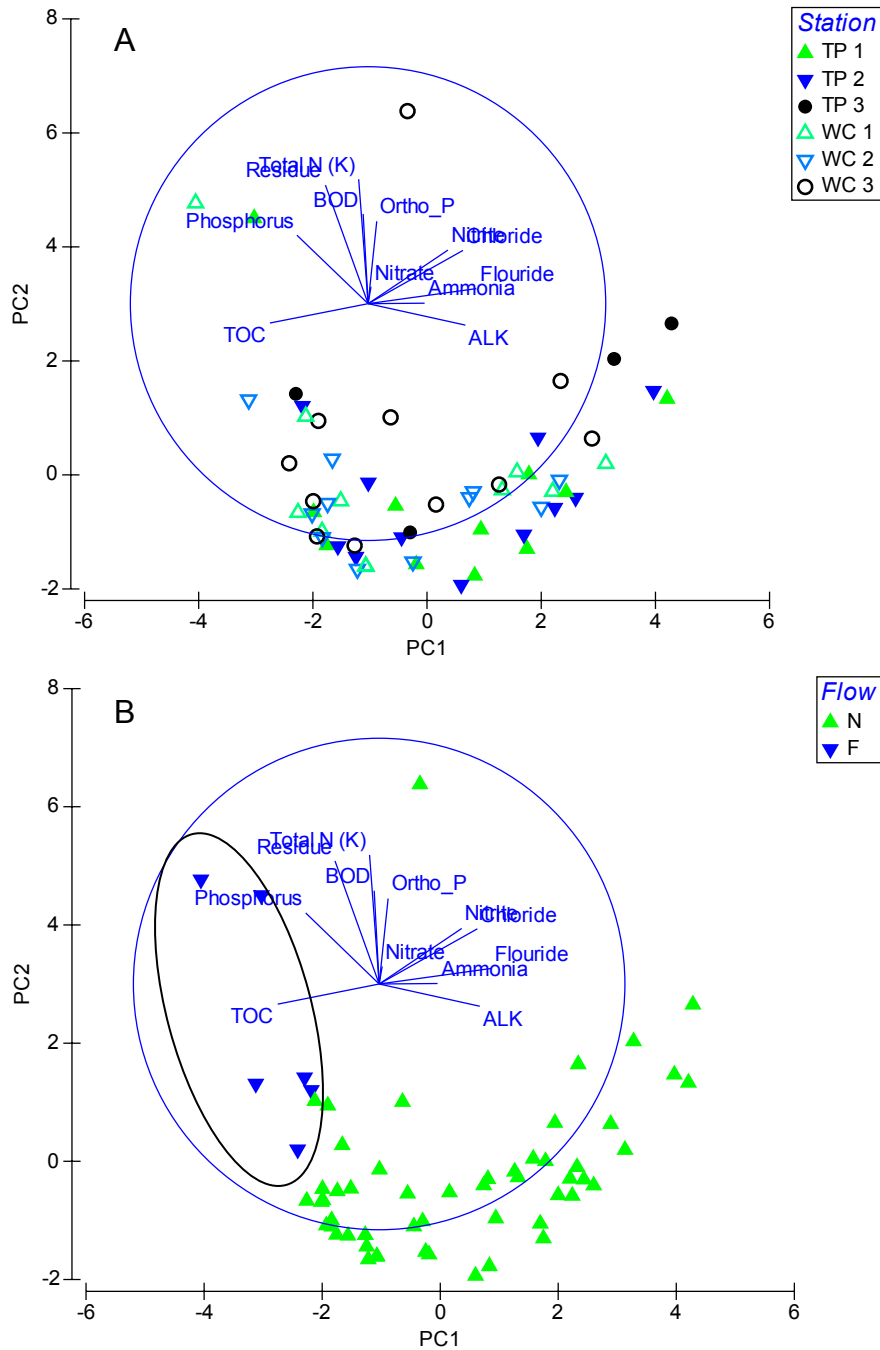 A
Station
TP 1
TP 2
TP 3
WC 1
WC 2
WC 3
8
6
4
2
0
-2
PC2
Total N (K)
Residue
BOD
Ortho_P
Phosphorus
Nitrite
Chloride
Nitrate
Flouride
Ammonia
TOC
ALK
-6
-4
-2
0
2
4
6
PC1
B
Flow
N
F
8
6
4
2
0
-2
PC2
Total N (K)
Residue
BOD
Ortho_P
Phosphorus
Nitrite
Chloride
Nitrate
Flouride
Ammonia
TOC
ALK
-6
-4
-2
0
2
4
6
PC1